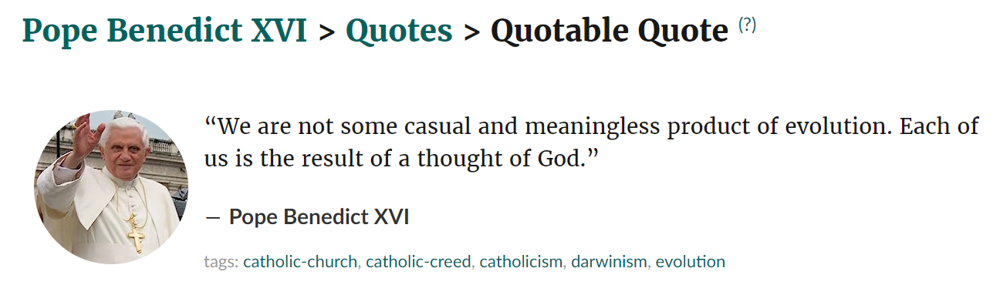 Pope Benedict XVI > Quotes > Quotable Quote (?)
“We are not some casual and meaningless product of evolution. Each of
us is the result of a thought of God.”
― Pope Benedict XVI
tags: catholic-church, catholic-creed, catholicism, darwinism, evolution